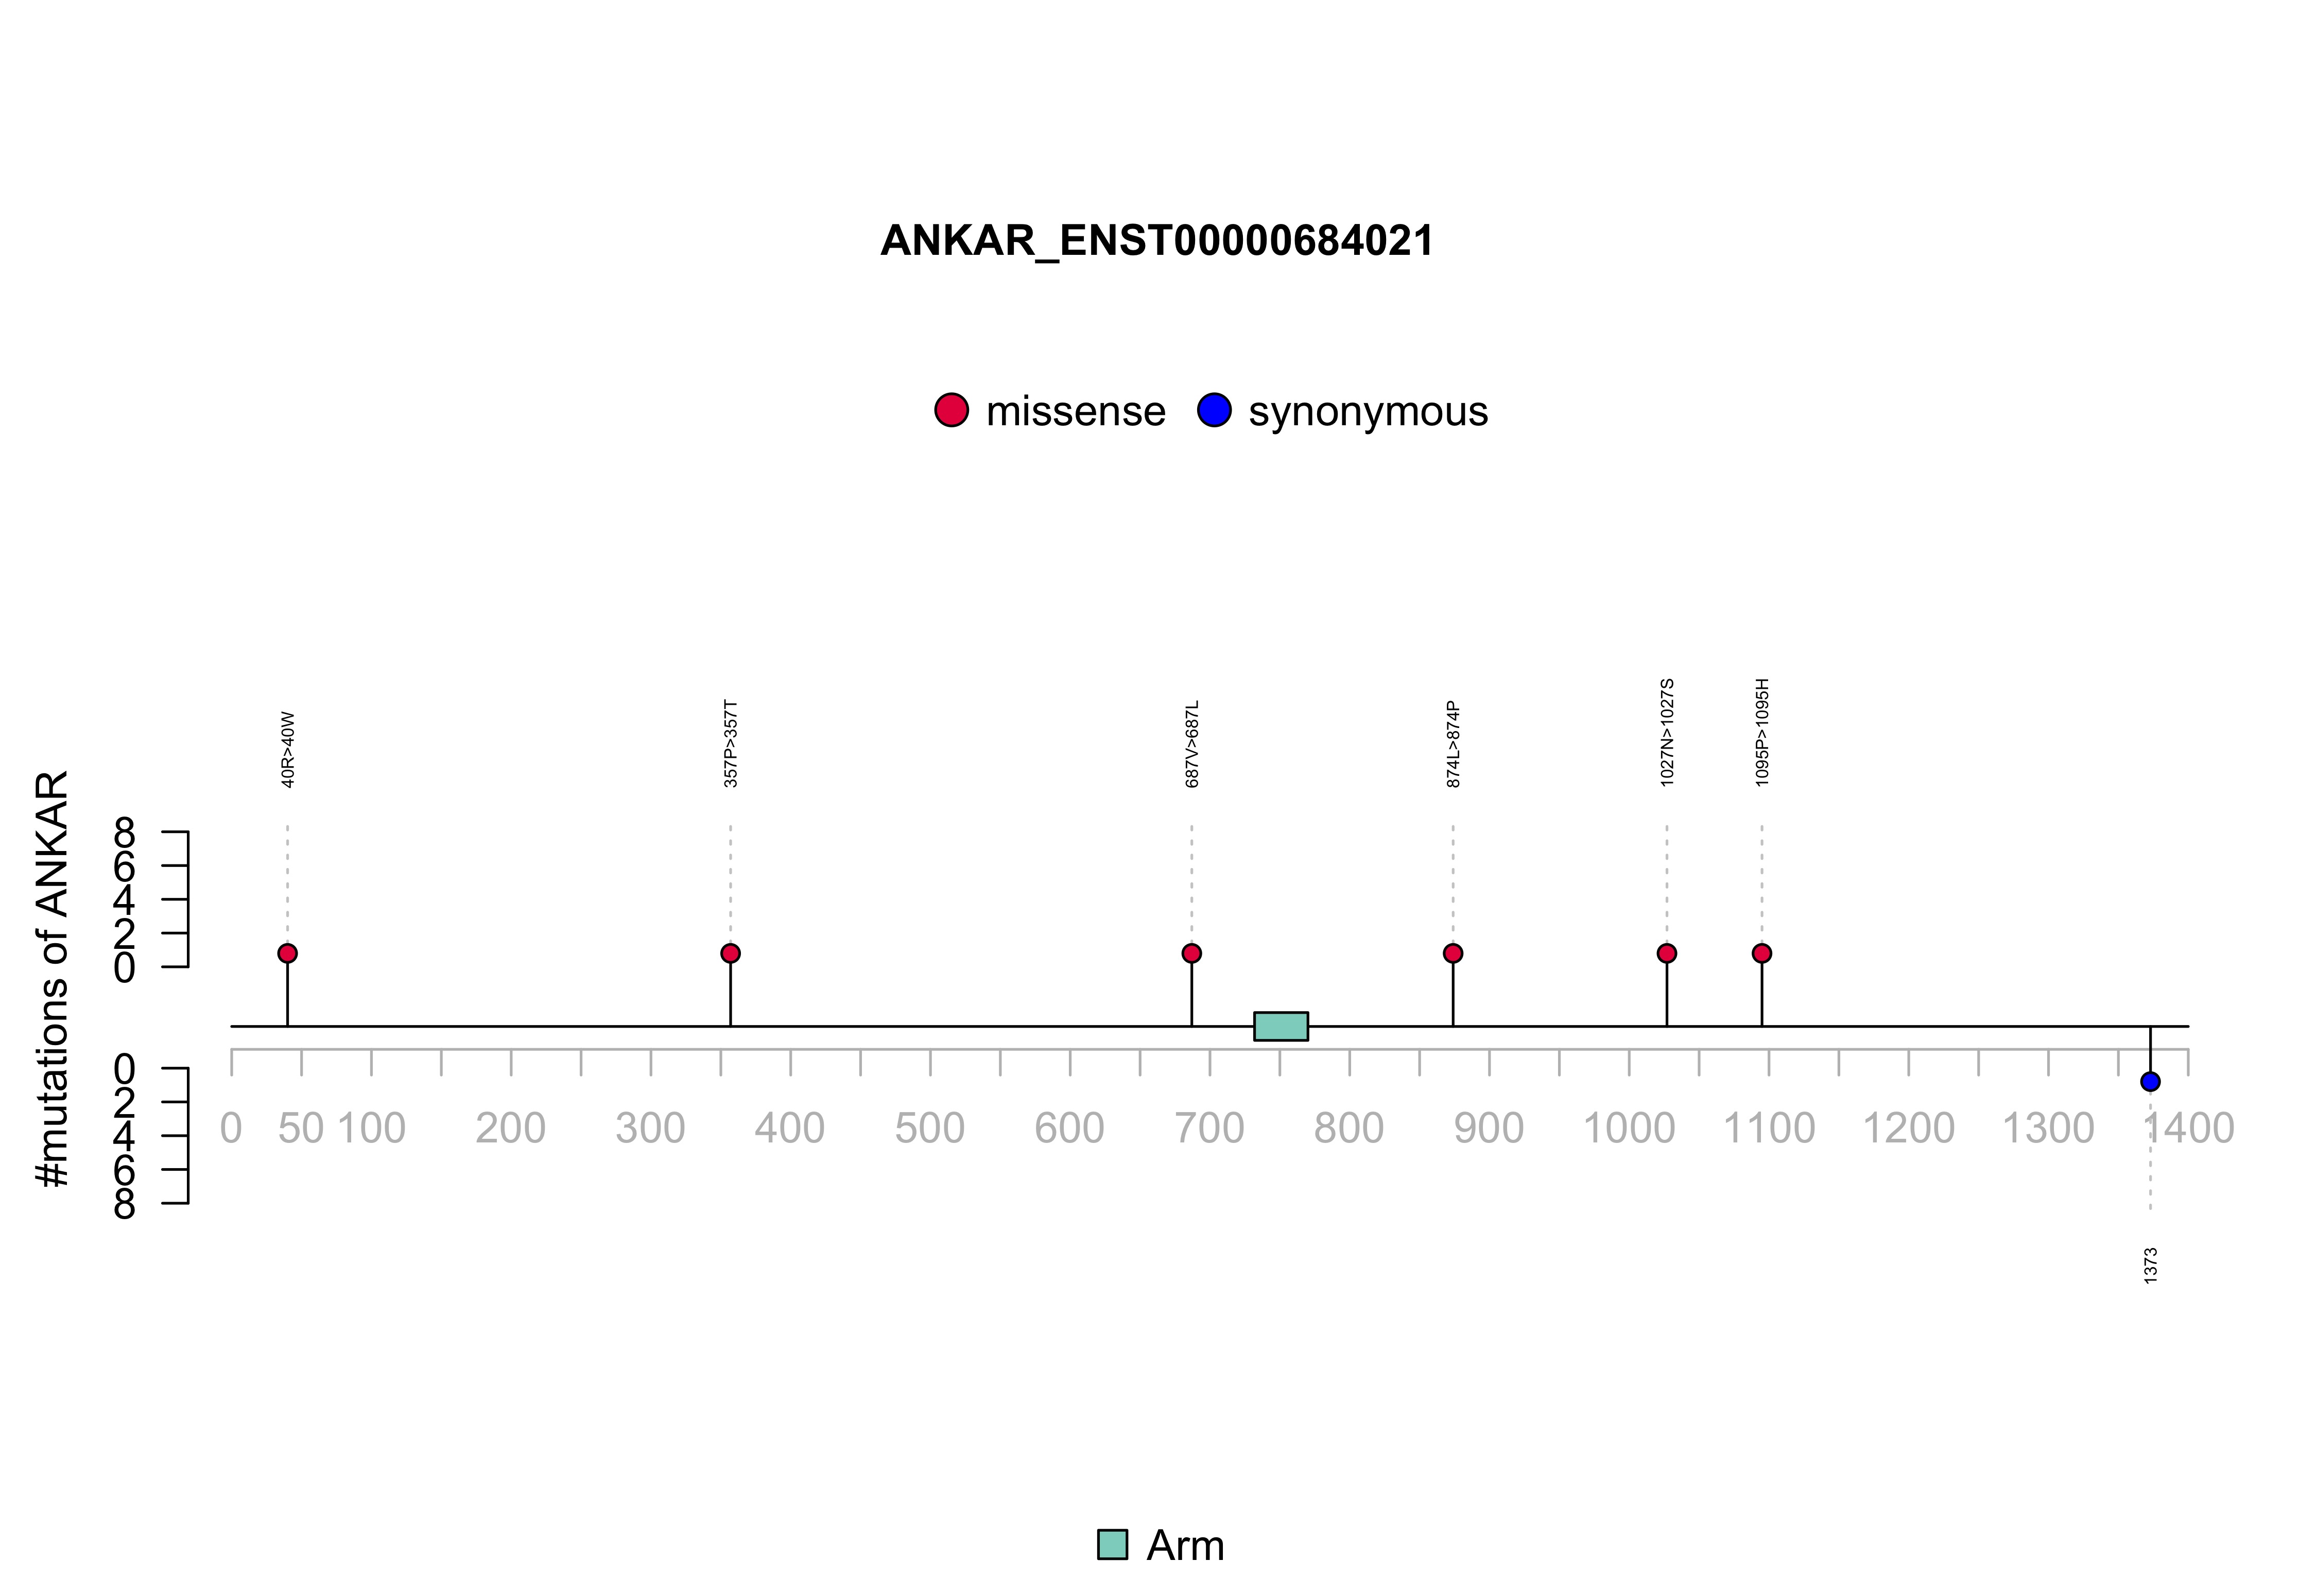 ANKAR_ENST00000684021
missense synonymous
40R>40W
357P>357T
687V>687L
874L>874P
1027N>1027S
1095P>1095H
#mutations of ANKAR
8
6
4
2
0
0
2
4
6
8
0 50 100 200 300 400 500 600 700 800 900 1000 1100 1200 1300 1400
1373
Arm